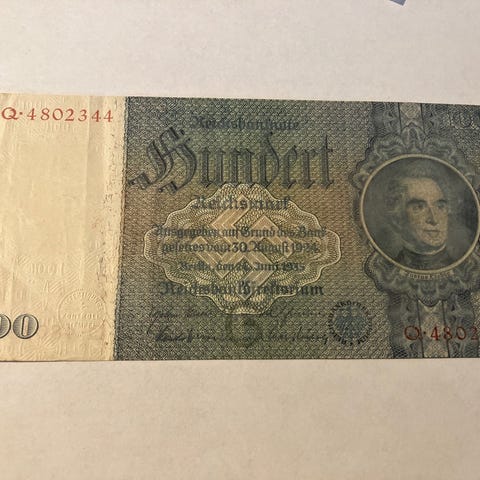 Q·4802344
Reichsbanknote
Hundert
Reichsmark
Ausgegeben auf Grund des Bank-
gesetzes vom 30. August 1924
Berlin, den 24. Juni 1935
Reichsbankdirektorium
00
Q·4802